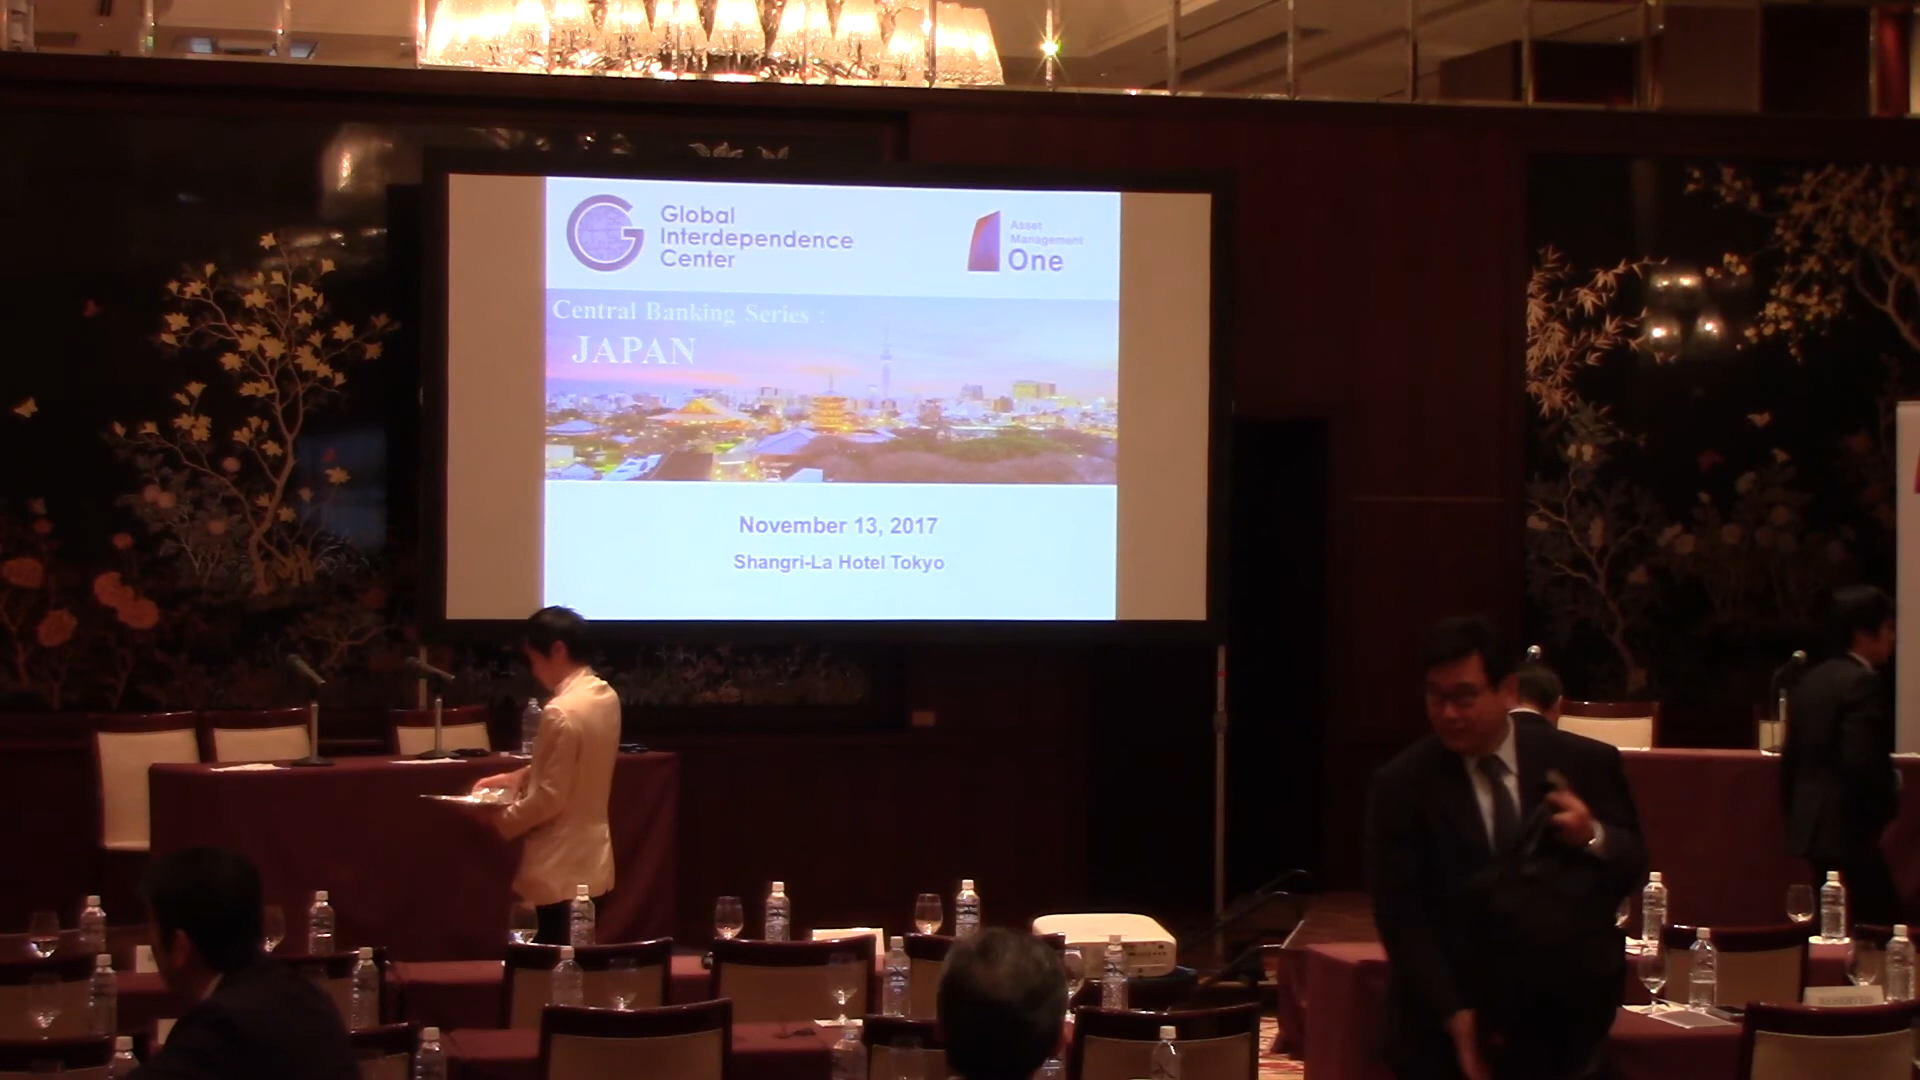 Global
Interdependence
Center
Asset
Management
One
Central Banking Series :
JAPAN
November 13, 2017
Shangri-La Hotel Tokyo